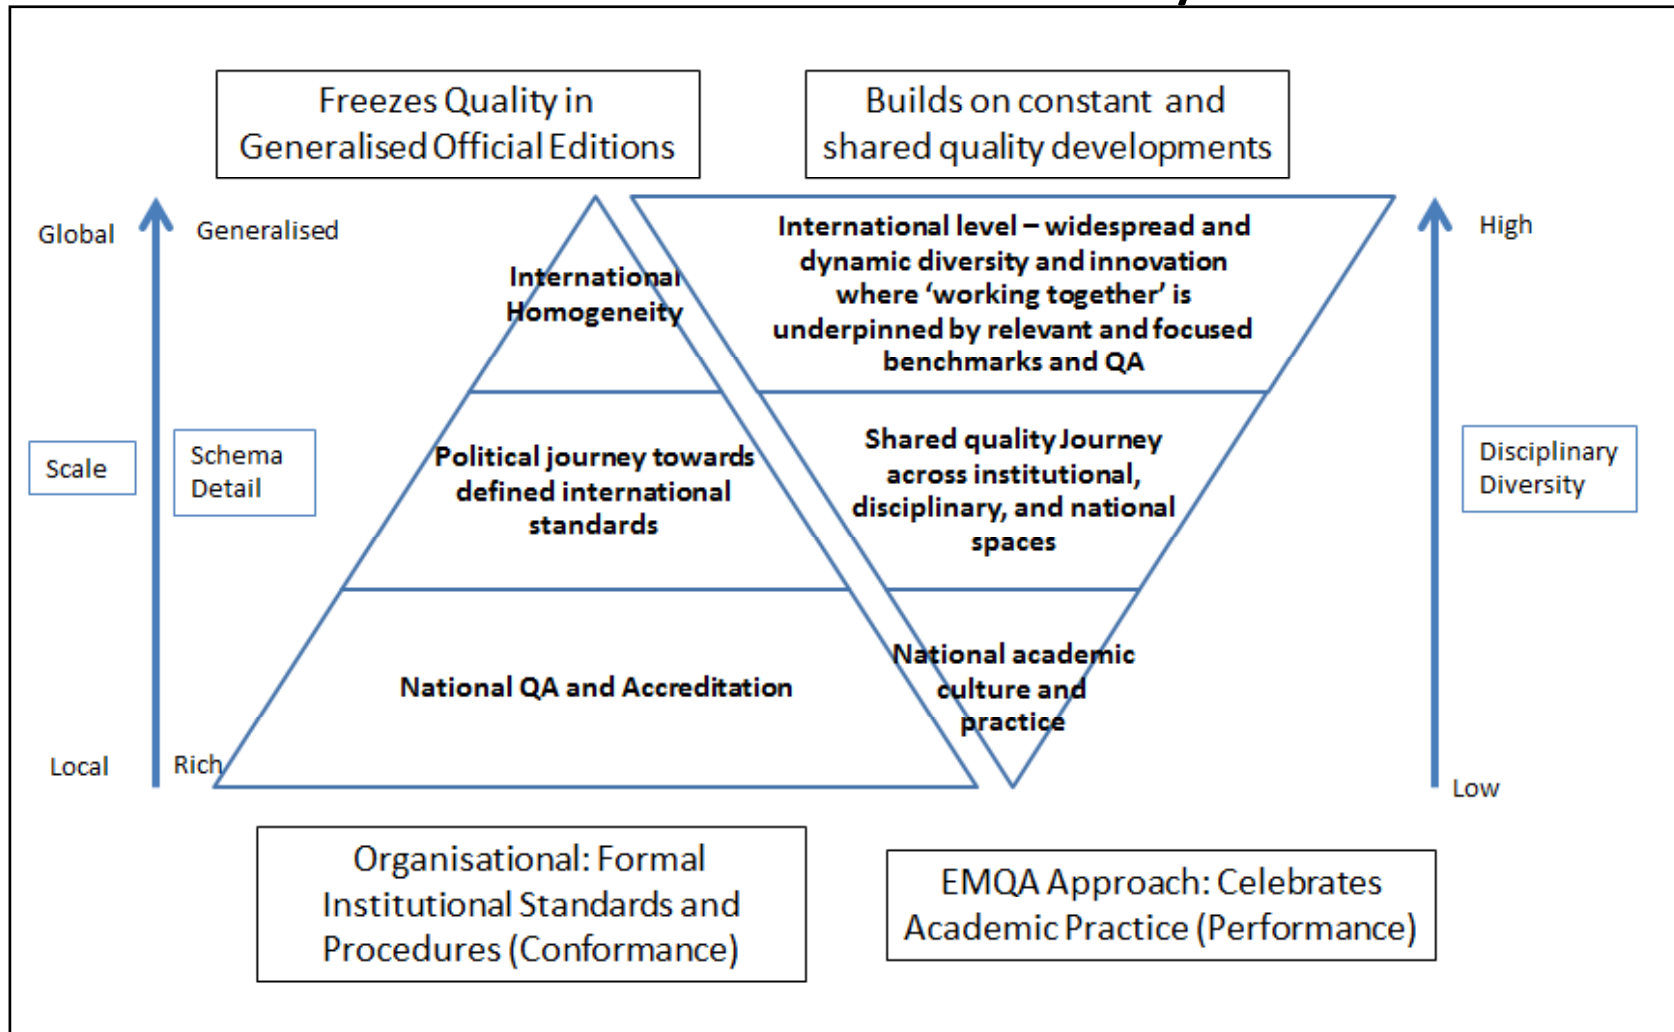 Freezes Quality in
Generalised Official Editions
Builds on constant and
shared quality developments
Global
Generalised
International
Homogeneity
International level – widespread and
dynamic diversity and innovation
where ‘working together’ is
underpinned by relevant and focused
benchmarks and QA
High
Scale
Schema
Detail
Political journey towards
defined international
standards
Shared quality Journey
across institutional,
disciplinary, and national
spaces
Disciplinary
Diversity
National QA and Accreditation
National academic
culture and
practice
Local
Rich
Low
Organisational: Formal
Institutional Standards and
Procedures (Conformance)
EMQA Approach: Celebrates
Academic Practice (Performance)